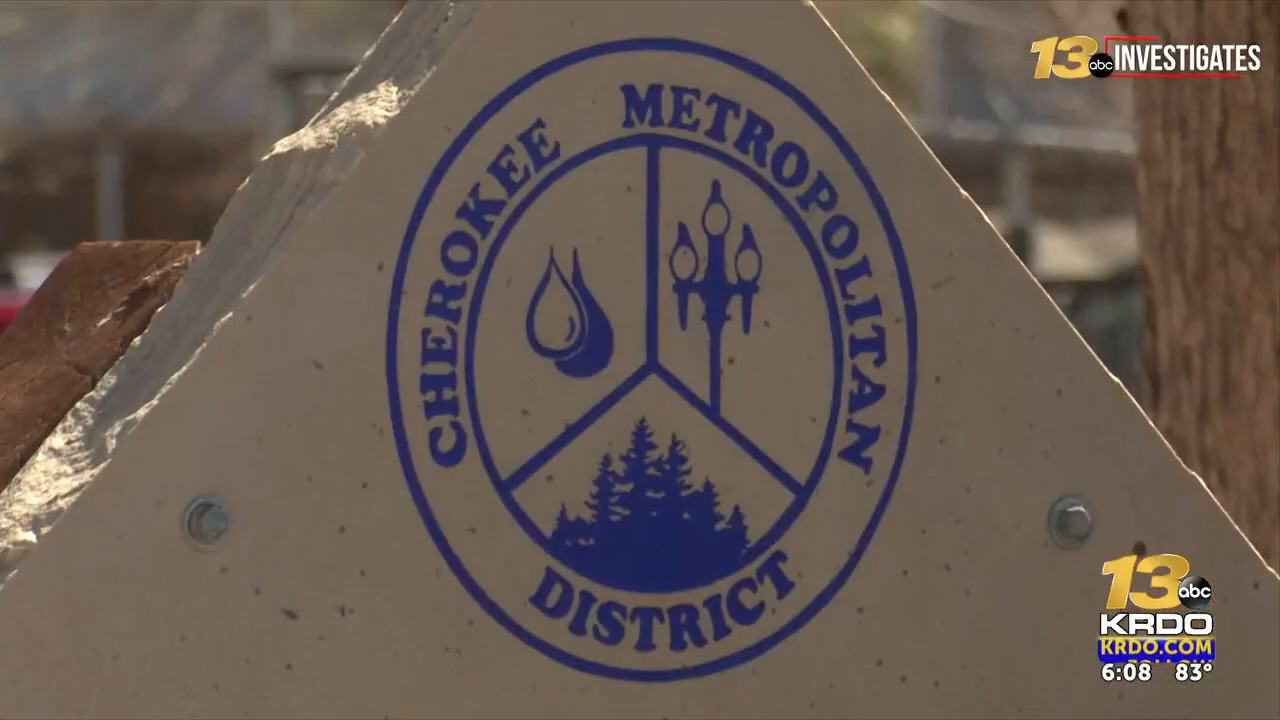 13 abc INVESTIGATES
CHEROKEE METROPOLITAN
DISTRICT
13 abc
KRDO
KRDO.COM
6:08 83°